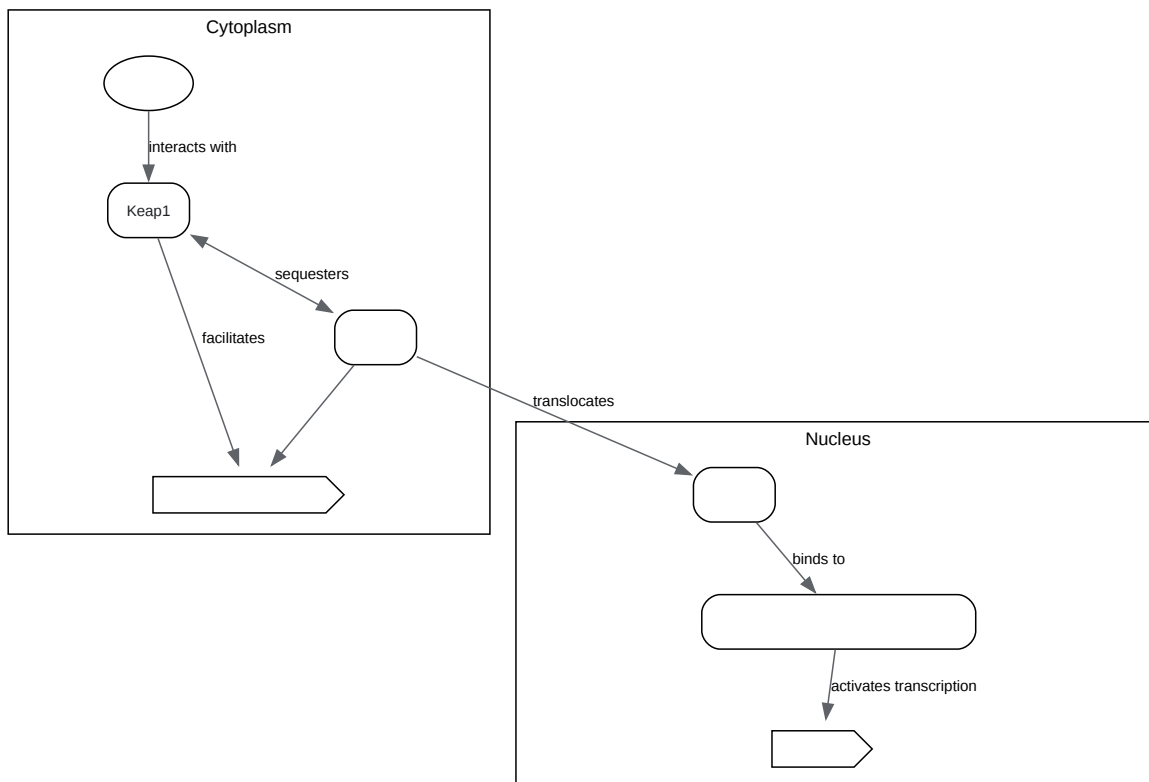 Cytoplasm
interacts with
Keap1
sequesters
facilitates
translocates
Nucleus
binds to
activates transcription